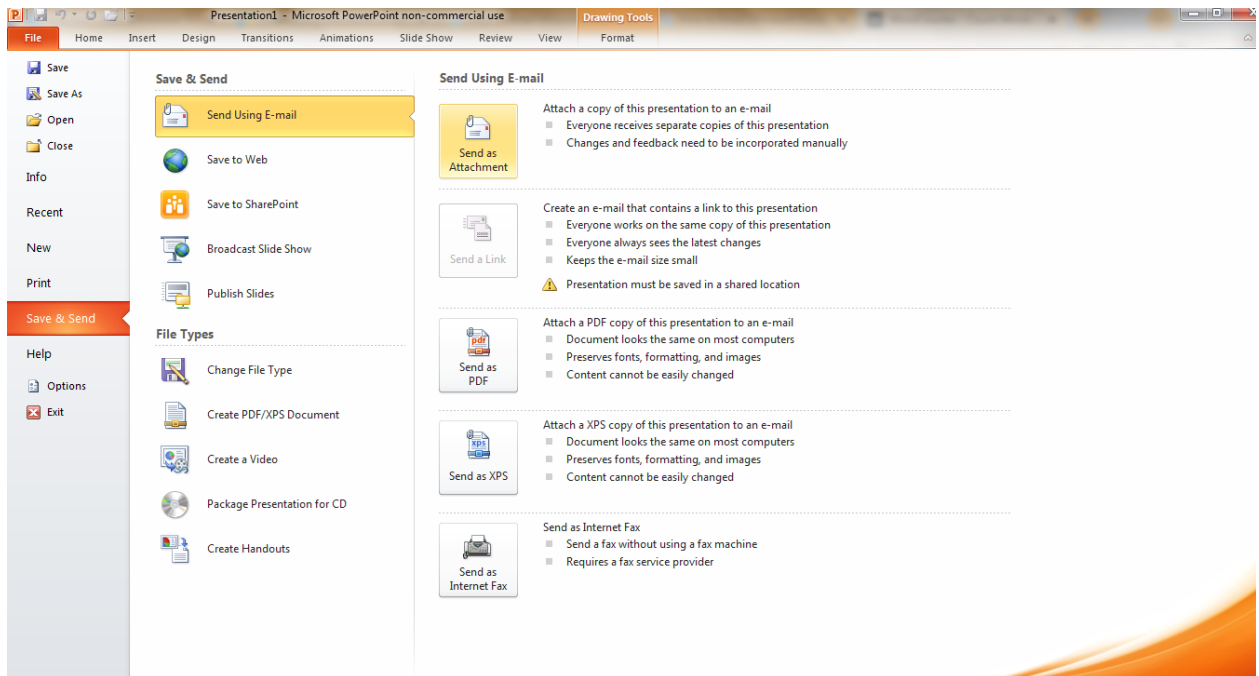 Presentation1 - Microsoft PowerPoint non-commercial use
Drawing Tools
File Home Insert Design Transitions Animations Slide Show Review View Format
Save
Save As
Open
Close
Info
Recent
New
Print
Save & Send
Help
Options
Exit
Save & Send
Send Using E-mail
Save to Web
Save to SharePoint
Broadcast Slide Show
Publish Slides
File Types
Change File Type
Create PDF/XPS Document
Create a Video
Package Presentation for CD
Create Handouts
Send Using E-mail
Send as
Attachment
Attach a copy of this presentation to an e-mail
Everyone receives separate copies of this presentation
Changes and feedback need to be incorporated manually
Send a Link
Create an e-mail that contains a link to this presentation
Everyone works on the same copy of this presentation
Everyone always sees the latest changes
Keeps the e-mail size small
Presentation must be saved in a shared location
Send as
PDF
Attach a PDF copy of this presentation to an e-mail
Document looks the same on most computers
Preserves fonts, formatting, and images
Content cannot be easily changed
Send as XPS
Attach a XPS copy of this presentation to an e-mail
Document looks the same on most computers
Preserves fonts, formatting, and images
Content cannot be easily changed
Send as
Internet Fax
Send as Internet Fax
Send a fax without using a fax machine
Requires a fax service provider